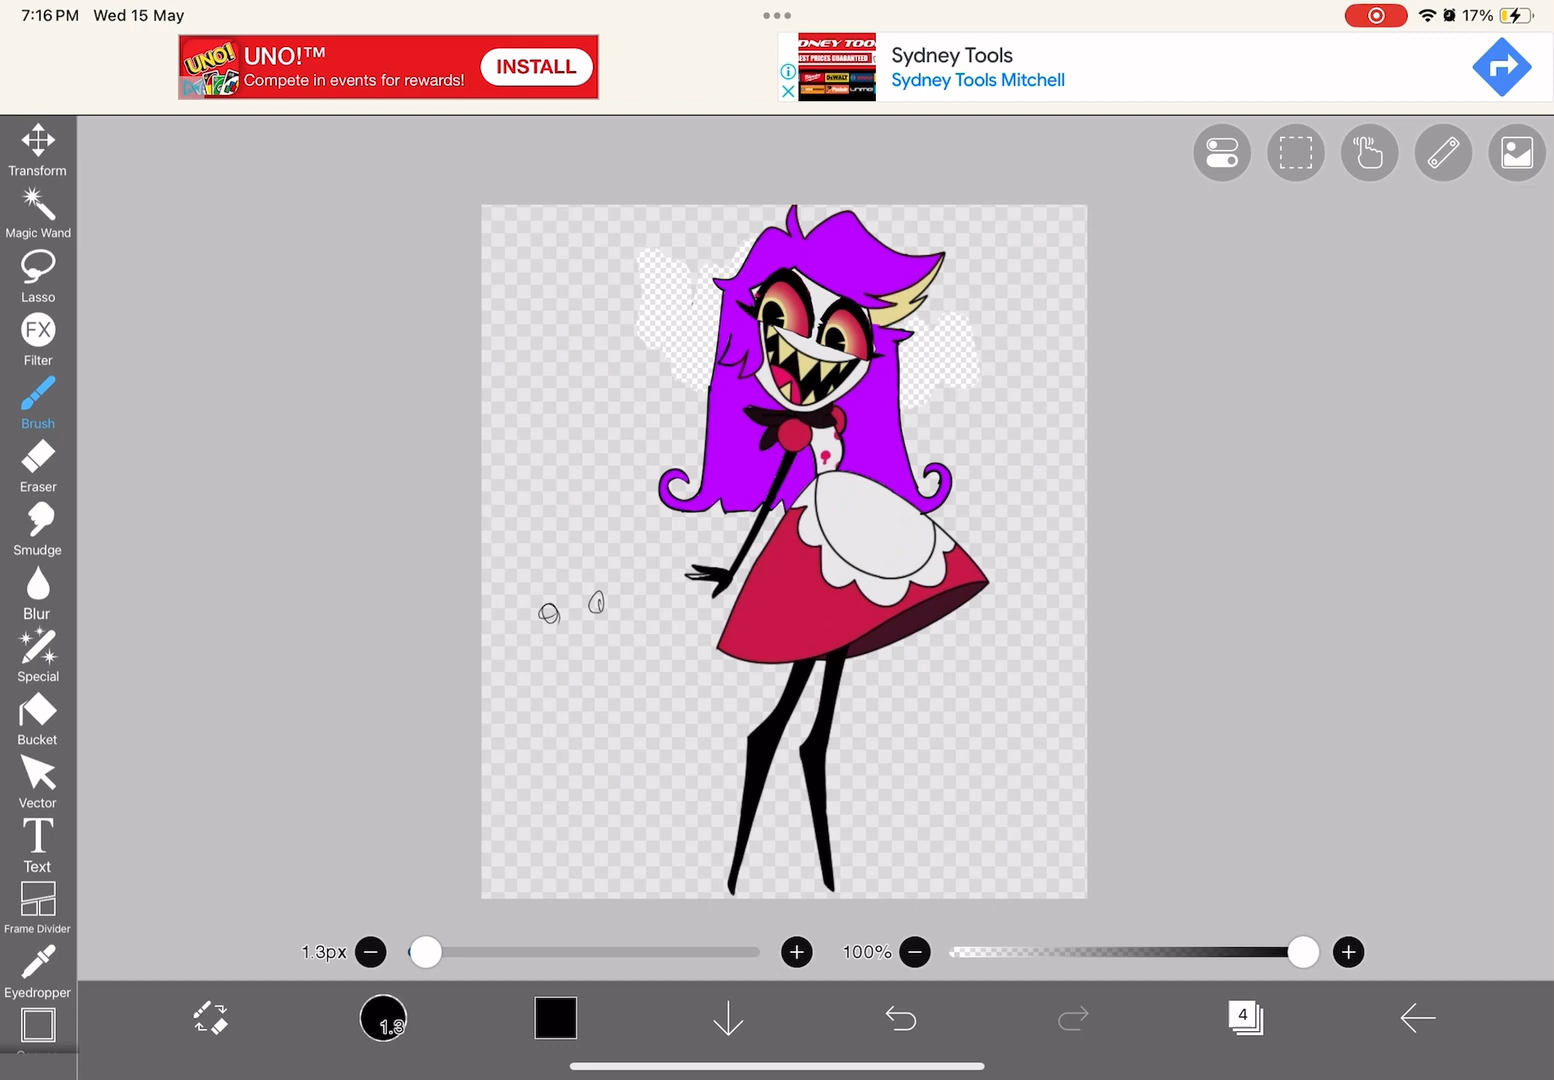 7:16 PM Wed 15 May
17%
UNO!
UNO!™
Compete in events for rewards!
INSTALL
Sydney Tools
Sydney Tools Mitchell
Transform
Magic Wand
Lasso
FX
Filter
Brush
Eraser
Smudge
Blur
Special
Bucket
Vector
T
Text
Frame Divider
Eyedropper
1.3px
100%
1.3
4